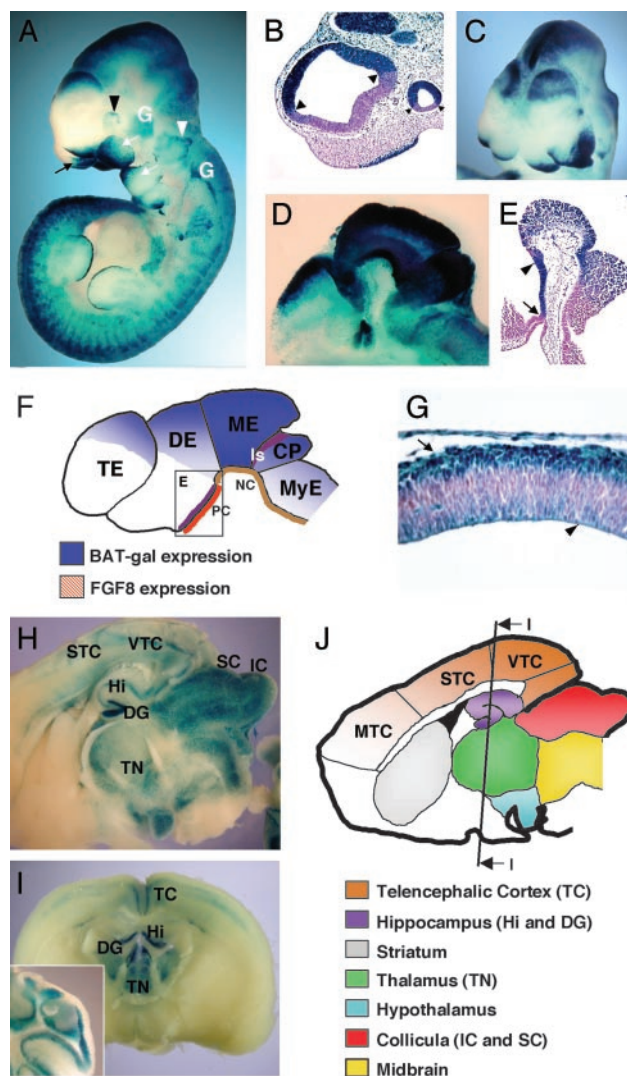 A
G
G
B
C
D
E
F
TE
DE
ME
Is
CP
E
NC
MyE
PC
BAT-gal expression
FGF8 expression
G
H
STC
VTC
SC
IC
Hi
DG
TN
I
TC
Hi
DG
TN
J
I
STC
VTC
MTC
I
Telencephalic Cortex (TC)
Hippocampus (Hi and DG)
Striatum
Thalamus (TN)
Hypothalamus
Collicula (IC and SC)
Midbrain